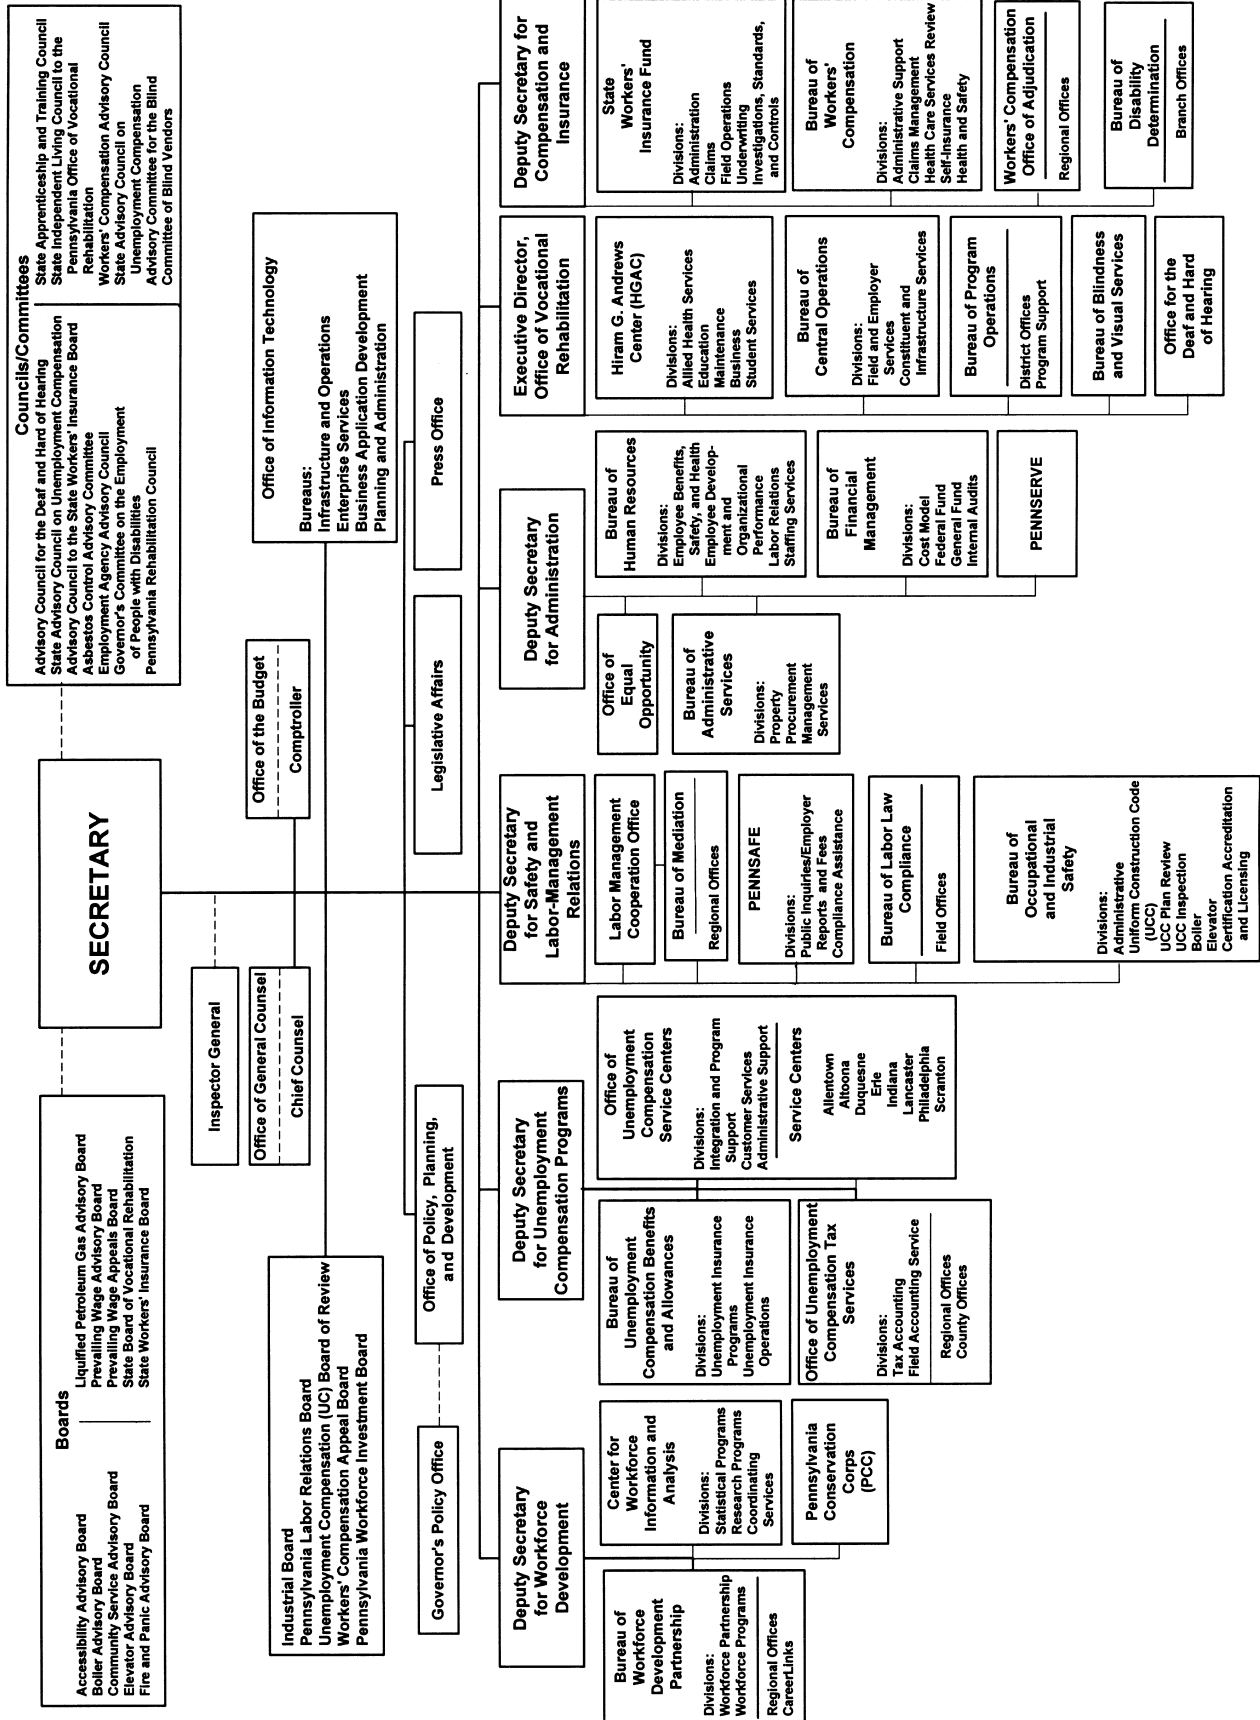 SECRETARY
Boards
Accessibility Advisory Board
Boiler Advisory Board
Community Service Advisory Board
Elevator Advisory Board
Fire and Panic Advisory Board
Liquified Petroleum Gas Advisory Board
Prevailing Wage Advisory Board
Prevailing Wage Appeals Board
State Board of Vocational Rehabilitation
State Workers' Insurance Board
Councils/Committees
Advisory Council for the Deaf and Hard of Hearing
State Advisory Council on Unemployment Compensation
Advisory Council to the State Workers' Insurance Board
Asbestos Control Advisory Committee
Employment Agency Advisory Council
Governor's Committee on the Employment
of People with Disabilities
Pennsylvania Rehabilitation Council
State Apprenticeship and Training Council
State Independent Living Council to the
Pennsylvania Office of Vocational
Rehabilitation
Workers' Compensation Advisory Council
State Advisory Council on
Unemployment Compensation
Advisory Committee for the Blind
Committee of Blind Vendors
Inspector General
Office of General Counsel
Chief Counsel
Office of the Budget
Comptroller
Industrial Board
Pennsylvania Labor Relations Board
Unemployment Compensation (UC) Board of Review
Workers' Compensation Appeal Board
Pennsylvania Workforce Investment Board
Office of Information Technology
Bureaus:
Infrastructure and Operations
Enterprise Services
Business Application Development
Planning and Administration
Governor's Policy Office
Office of Policy, Planning,
and Development
Legislative Affairs
Press Office
Deputy Secretary
for Workforce
Development
Bureau of
Workforce
Development
Partnership
Divisions:
Workforce Partnership
Workforce Programs
Regional Offices
CareerLinks
Center for
Workforce
Information and
Analysis
Divisions:
Statistical Programs
Research Programs
Coordinating
Services
Pennsylvania
Conservation
Corps
(PCC)
Deputy Secretary
for Unemployment
Compensation Programs
Bureau of
Unemployment
Compensation Benefits
and Allowances
Divisions:
Unemployment Insurance
Programs
Unemployment Insurance
Operations
Office of Unemployment
Compensation Tax
Services
Divisions:
Tax Accounting
Field Accounting Service
Regional Offices
County Offices
Office of
Unemployment
Compensation
Service Centers
Divisions:
Integration and Program
Support
Customer Services
Administrative Support
Service Centers
Allentown
Altoona
Duquesne
Erie
Indiana
Lancaster
Philadelphia
Scranton
Deputy Secretary
for Safety and
Labor-Management
Relations
Labor Management
Cooperation Office
Bureau of Mediation
Regional Offices
PENNSAFE
Divisions:
Public Inquiries/Employer
Reports and Fees
Compliance Assistance
Bureau of Labor Law
Compliance
Field Offices
Bureau of
Occupational
and Industrial
Safety
Divisions:
Administrative
Uniform Construction Code
(UCC)
UCC Plan Review
UCC Inspection
Boiler
Elevator
Certification Accreditation
and Licensing
Deputy Secretary
for Administration
Office of
Equal
Opportunity
Bureau of
Administrative
Services
Divisions:
Property
Procurement
Management
Services
Bureau of
Human Resources
Divisions:
Employee Benefits,
Safety, and Health
Employee Develop-
ment and
Organizational
Performance
Labor Relations
Staffing Services
Bureau of
Financial
Management
Divisions:
Cost Model
Federal Fund
General Fund
Internal Audits
PENNSERVE
Executive Director,
Office of Vocational
Rehabilitation
Hiram G. Andrews
Center (HGAC)
Divisions:
Allied Health Services
Education
Maintenance
Business
Student Services
Bureau of
Central Operations
Divisions:
Field and Employer
Services
Constituent and
Infrastructure Services
Bureau of Program
Operations
District Offices
Program Support
Bureau of Blindness
and Visual Services
Office for the
Deaf and Hard
of Hearing
Deputy Secretary for
Compensation and
Insurance
State
Workers'
Insurance Fund
Divisions:
Administration
Claims
Field Operations
Underwriting
Investigations, Standards,
and Controls
Bureau of
Workers'
Compensation
Divisions:
Administrative Support
Claims Management
Health Care Services Review
Self-Insurance
Health and Safety
Workers' Compensation
Office of Adjudication
Regional Offices
Bureau of
Disability
Determination
Branch Offices